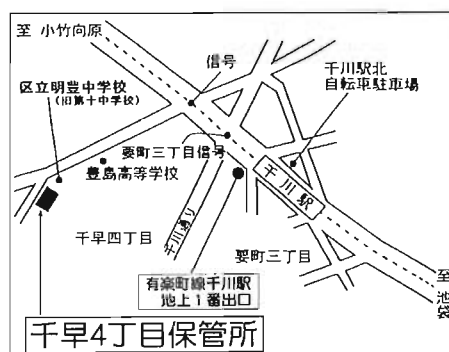 至 小竹向原
信号
千川駅北
自転車駐車場
区立明豊中学校
(旧第十中学校)
要町三丁目信号
豊島高等学校
千川駅
千川通り
千早四丁目
要町三丁目
至 池袋
有楽町線千川駅
地上1番出口
千早4丁目保管所